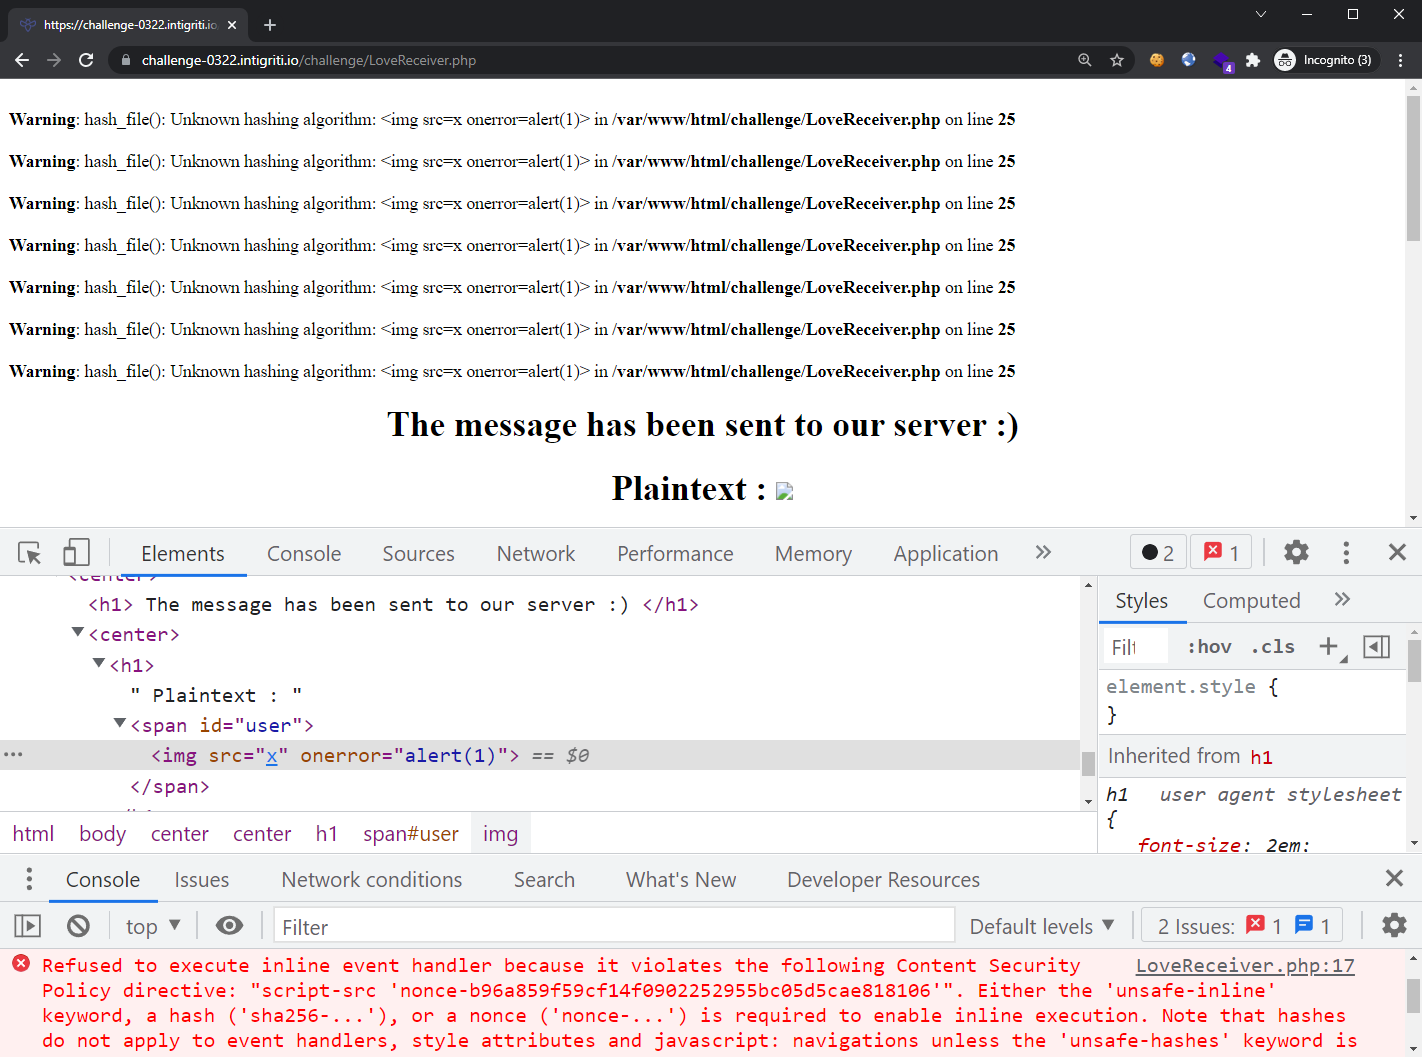 https://challenge-0322.intigriti.io
challenge-0322.intigriti.io/challenge/LoveReceiver.php
4
Incognito (3)
Warning: hash_file(): Unknown hashing algorithm: <img src=x onerror=alert(1)> in /var/www/html/challenge/LoveReceiver.php on line 25
Warning: hash_file(): Unknown hashing algorithm: <img src=x onerror=alert(1)> in /var/www/html/challenge/LoveReceiver.php on line 25
Warning: hash_file(): Unknown hashing algorithm: <img src=x onerror=alert(1)> in /var/www/html/challenge/LoveReceiver.php on line 25
Warning: hash_file(): Unknown hashing algorithm: <img src=x onerror=alert(1)> in /var/www/html/challenge/LoveReceiver.php on line 25
Warning: hash_file(): Unknown hashing algorithm: <img src=x onerror=alert(1)> in /var/www/html/challenge/LoveReceiver.php on line 25
Warning: hash_file(): Unknown hashing algorithm: <img src=x onerror=alert(1)> in /var/www/html/challenge/LoveReceiver.php on line 25
Warning: hash_file(): Unknown hashing algorithm: <img src=x onerror=alert(1)> in /var/www/html/challenge/LoveReceiver.php on line 25
The message has been sent to our server :)
Plaintext :
Elements Console Sources Network Performance Memory Application » 2 1
<center>
<h1> The message has been sent to our server :) </h1>
<center>
<h1>
" Plaintext : "
<span id="user">
<img src="x" onerror="alert(1)"> == $0
</span>
html body center center h1 span#user img
Styles Computed »
Filt :hov .cls +
element.style {
}
Inherited from h1
h1 user agent stylesheet
{
font-size: 2em;
Console Issues Network conditions Search What's New Developer Resources
top Filter Default levels 2 Issues: 1 1
Refused to execute inline event handler because it violates the following Content Security LoveReceiver.php:17
Policy directive: "script-src 'nonce-b96a859f59cf14f0902252955bc05d5cae818106'". Either the 'unsafe-inline'
keyword, a hash ('sha256-...'), or a nonce ('nonce-...') is required to enable inline execution. Note that hashes
do not apply to event handlers, style attributes and javascript: navigations unless the 'unsafe-hashes' keyword is